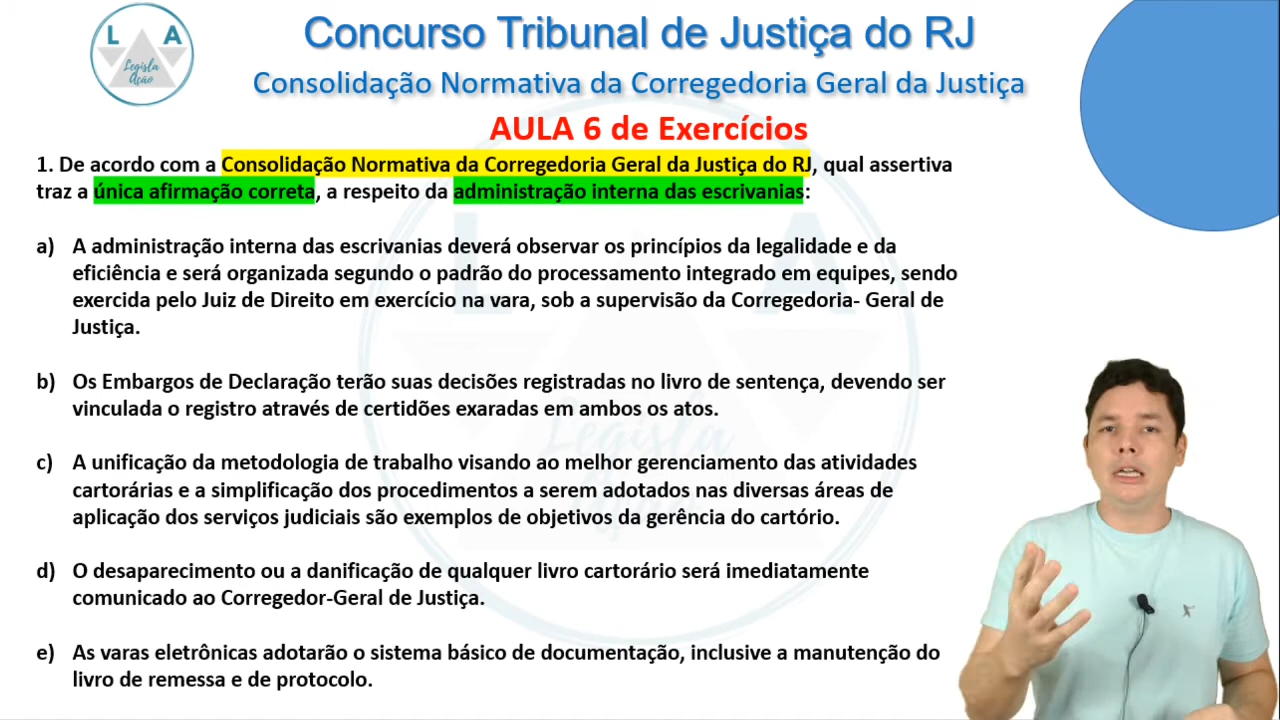 L A
Legisla
Ação
Concurso Tribunal de Justiça do RJ
Consolidação Normativa da Corregedoria Geral da Justiça
AULA 6 de Exercícios
1. De acordo com a Consolidação Normativa da Corregedoria Geral da Justiça do RJ, qual assertiva
traz a única afirmação correta, a respeito da administração interna das escrivanias:
a) A administração interna das escrivanias deverá observar os princípios da legalidade e da
eficiência e será organizada segundo o padrão do processamento integrado em equipes, sendo
exercida pelo Juiz de Direito em exercício na vara, sob a supervisão da Corregedoria- Geral de
Justiça.
b) Os Embargos de Declaração terão suas decisões registradas no livro de sentença, devendo ser
vinculada o registro através de certidões exaradas em ambos os atos.
c) A unificação da metodologia de trabalho visando ao melhor gerenciamento das atividades
cartorárias e a simplificação dos procedimentos a serem adotados nas diversas áreas de
aplicação dos serviços judiciais são exemplos de objetivos da gerência do cartório.
d) O desaparecimento ou a danificação de qualquer livro cartorário será imediatamente
comunicado ao Corregedor-Geral de Justiça.
e) As varas eletrônicas adotarão o sistema básico de documentação, inclusive a manutenção do
livro de remessa e de protocolo.